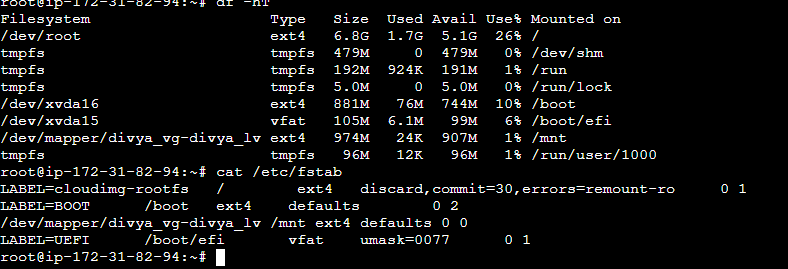 root@ip-172-31-82-94:~# df -hT
Filesystem                     Type   Size  Used Avail Use% Mounted on
/dev/root                      ext4   6.8G  1.7G  5.1G  26% /
tmpfs                          tmpfs  479M     0  479M   0% /dev/shm
tmpfs                          tmpfs  192M  924K  191M   1% /run
tmpfs                          tmpfs  5.0M     0  5.0M   0% /run/lock
/dev/xvda16                    ext4   881M   76M  744M  10% /boot
/dev/xvda15                    vfat   105M  6.1M   99M   6% /boot/efi
/dev/mapper/divya_vg-divya_lv ext4   974M   24K  907M   1% /mnt
tmpfs                          tmpfs   96M   12K   96M   1% /run/user/1000
root@ip-172-31-82-94:~# cat /etc/fstab
LABEL=cloudimg-rootfs   /        ext4   discard,commit=30,errors=remount-ro     0 1
LABEL=BOOT      /boot   ext4    defaults        0 2
/dev/mapper/divya_vg-divya_lv /mnt ext4 defaults 0 0
LABEL=UEFI      /boot/efi       vfat    umask=0077      0 1
root@ip-172-31-82-94:~#